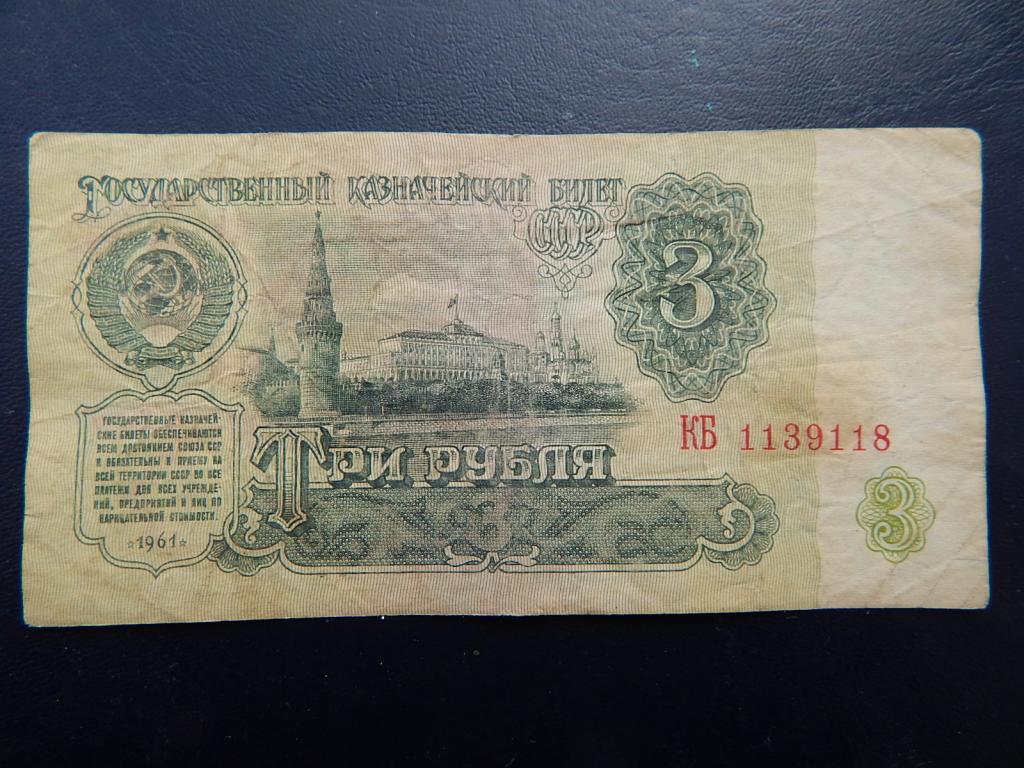 ГОСУДАРСТВЕННЫЙ КАЗНАЧЕЙСКИЙ БИЛЕТ
СССР
3
ГОСУДАРСТВЕННЫЕ КАЗНАЧЕЙ-
СКИЕ БИЛЕТЫ ОБЕСПЕЧИВАЮТСЯ
ВСЕМ ДОСТОЯНИЕМ СОЮЗА ССР
И ОБЯЗАТЕЛЬНЫ К ПРИЕМУ НА
ВСЕЙ ТЕРРИТОРИИ СССР ВО ВСЕ
ПЛАТЕЖИ ДЛЯ ВСЕХ УЧРЕЖДЕ-
НИЙ, ПРЕДПРИЯТИЙ И ЛИЦ ПО
НАРИЦАТЕЛЬНОЙ СТОИМОСТИ.
☆1961☆
ТРИ РУБЛЯ
КБ 1139118
3